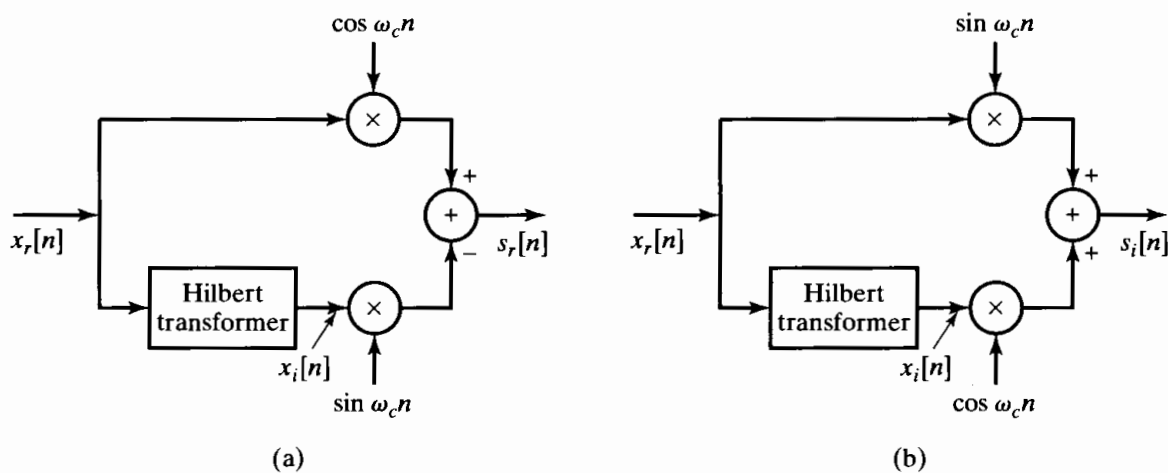 cos ω_c n
×
+
+
x_r[n]
s_r[n]
−
Hilbert
transformer
×
x_i[n]
sin ω_c n
(a)
sin ω_c n
×
+
+
x_r[n]
s_i[n]
+
Hilbert
transformer
×
x_i[n]
cos ω_c n
(b)